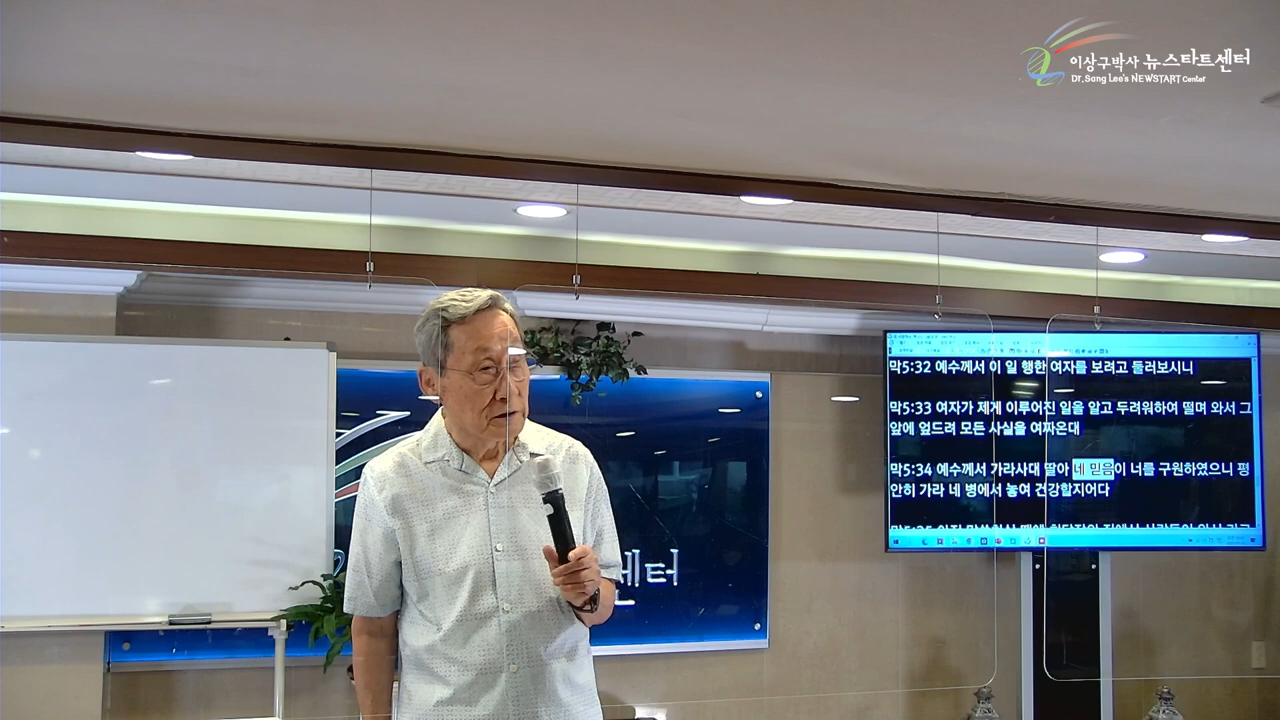 이상구박사 뉴스타트센터
Dr. Sang Lee's NEWSTART Center
막5:32 예수께서 이 일 행한 여자를 보려고 둘러보시니
막5:33 여자가 제게 이루어진 일을 알고 두려워하여 떨며 와서 그
앞에 엎드려 모든 사실을 여짜온대
막5:34 예수께서 가라사대 딸아 네 믿음이 너를 구원하였으니 평
안히 가라 네 병에서 놓여 건강할지어다
센터